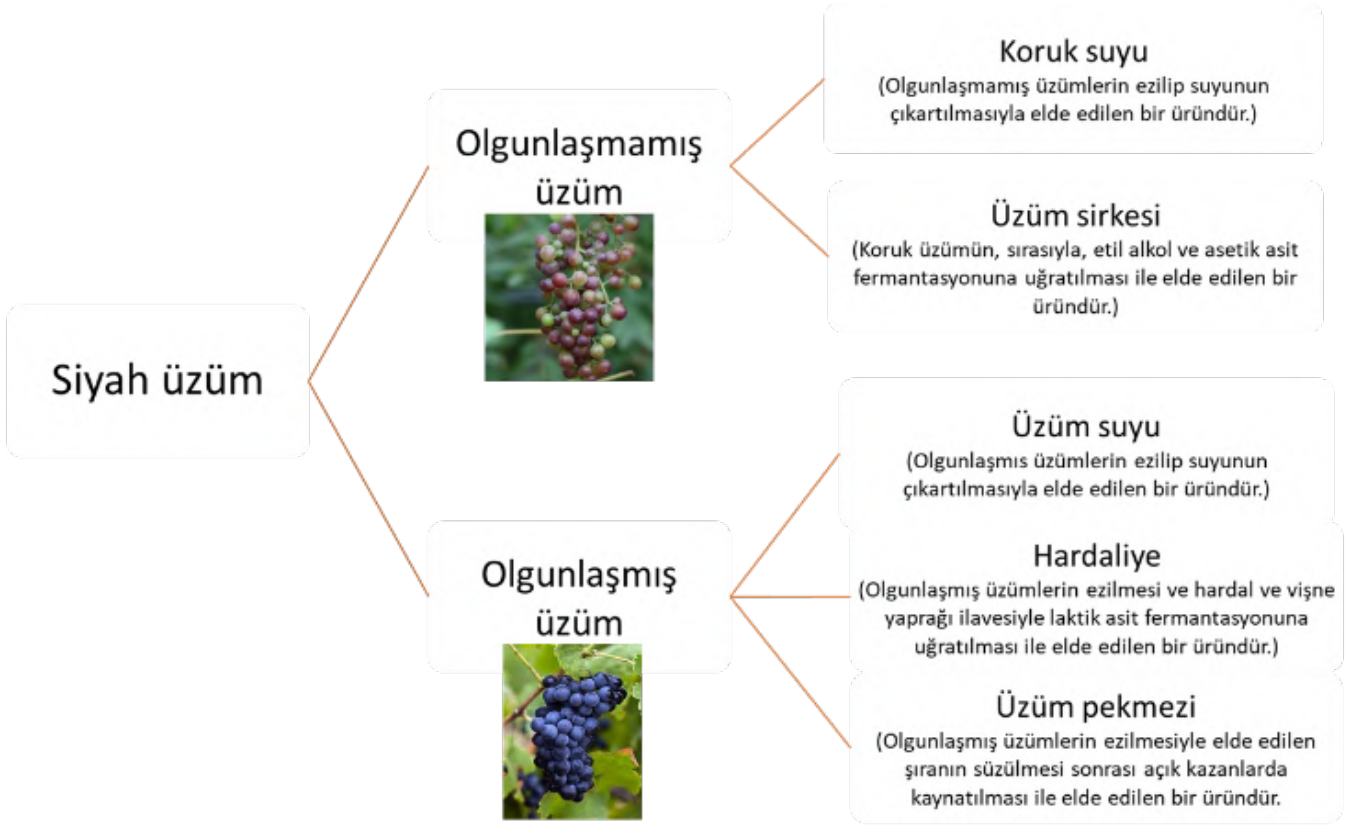 Siyah üzüm
Olgunlaşmamış
üzüm
Koruk suyu
(Olgunlaşmamış üzümlerin ezilip suyunun
çıkartılmasıyla elde edilen bir üründür.)
Üzüm sirkesi
(Koruk üzümün, sırasıyla, etil alkol ve asetik asit
fermantasyonuna uğratılması ile elde edilen bir
üründür.)
Olgunlaşmış
üzüm
Üzüm suyu
(Olgunlaşmıs üzümlerin ezilip suyunun
çıkartılmasıyla elde edilen bir üründür.)
Hardaliye
(Olgunlaşmış üzümlerin ezilmesi ve hardal ve vişne
yaprağı ilavesiyle laktik asit fermantasyonuna
uğratılması ile elde edilen bir üründür.)
Üzüm pekmezi
(Olgunlaşmış üzümlerin ezilmesiyle elde edilen
şıranın süzülmesi sonrası açık kazanlarda
kaynatılması ile elde edilen bir üründür.